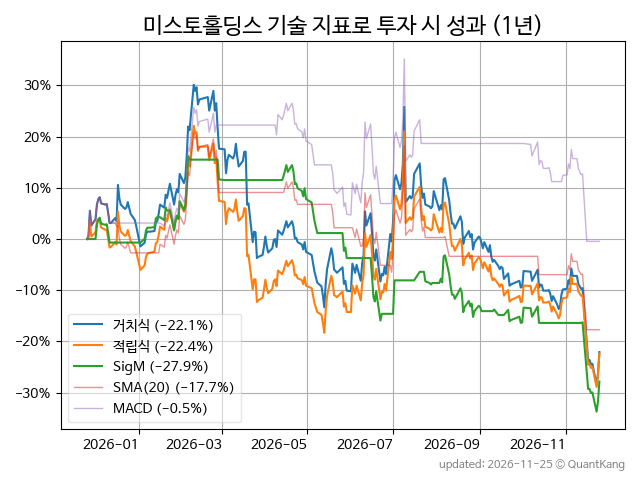 미스토홀딩스 기술 지표로 투자 시 성과 (1년)
30%
20%
10%
0%
−10%
−20%
−30%
거치식 (−22.1%)
적립식 (−22.4%)
SigM (−27.9%)
SMA(20) (−17.7%)
MACD (−0.5%)
2026-01
2026-03
2026-05
2026-07
2026-09
2026-11
updated: 2026-11-25 © QuantKang